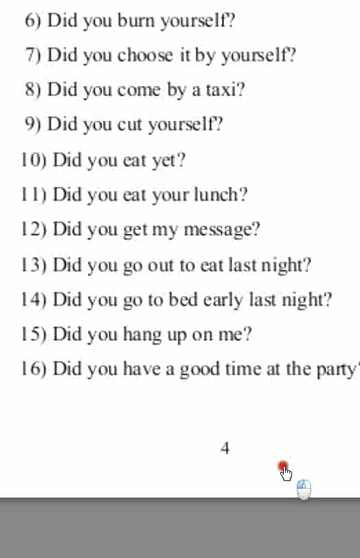 6) Did you burn yourself?
7) Did you choose it by yourself?
8) Did you come by a taxi?
9) Did you cut yourself?
10) Did you eat yet?
11) Did you eat your lunch?
12) Did you get my message?
13) Did you go out to eat last night?
14) Did you go to bed early last night?
15) Did you hang up on me?
16) Did you have a good time at the party?
4